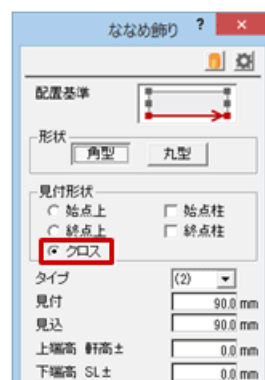 ななめ飾り ? ×
配置基準
形状
角型 丸型
見付形状
始点上 始点柱
終点上 終点柱
クロス
タイプ (2)
見付 90.0 mm
見込 90.0 mm
上端高 軒高± 0.0 mm
下端高 SL± 0.0 mm